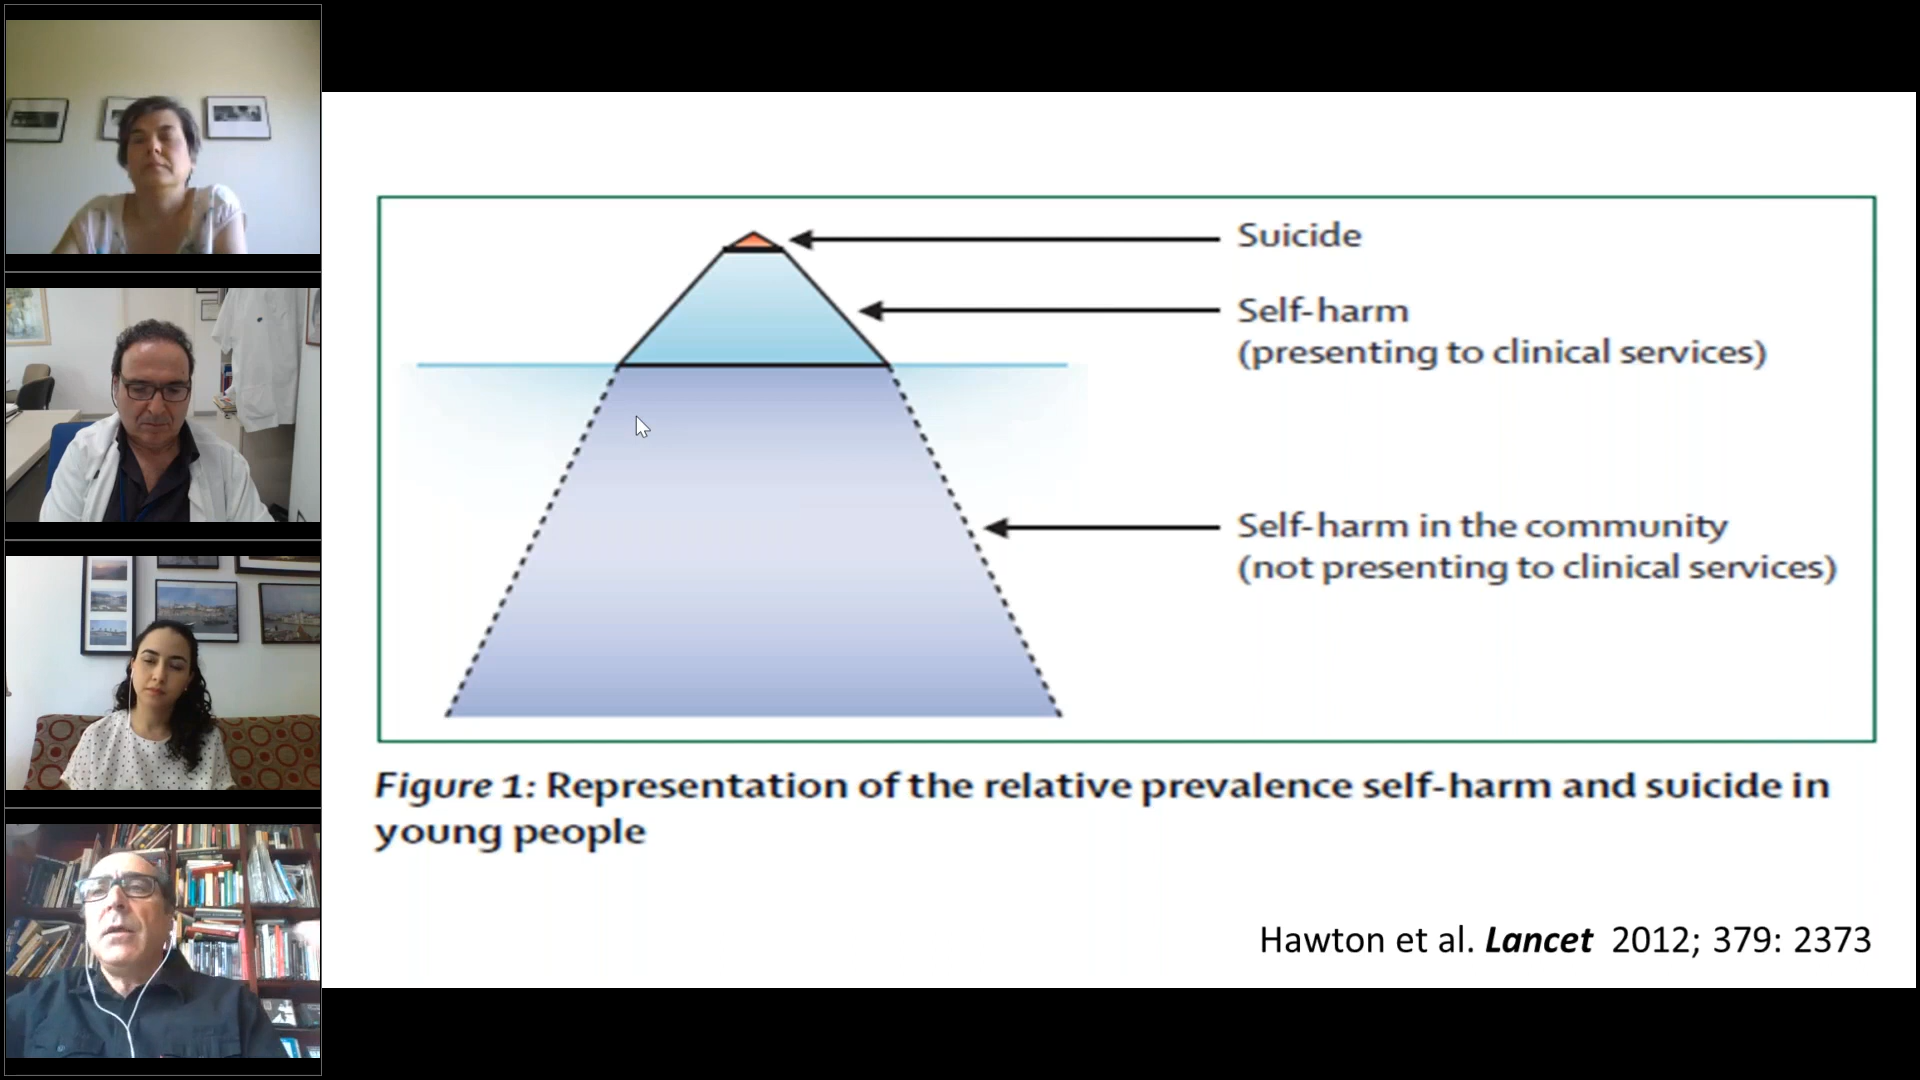 Suicide
Self-harm
(presenting to clinical services)
Self-harm in the community
(not presenting to clinical services)
Figure 1: Representation of the relative prevalence self-harm and suicide in
young people
Hawton et al. Lancet 2012; 379: 2373